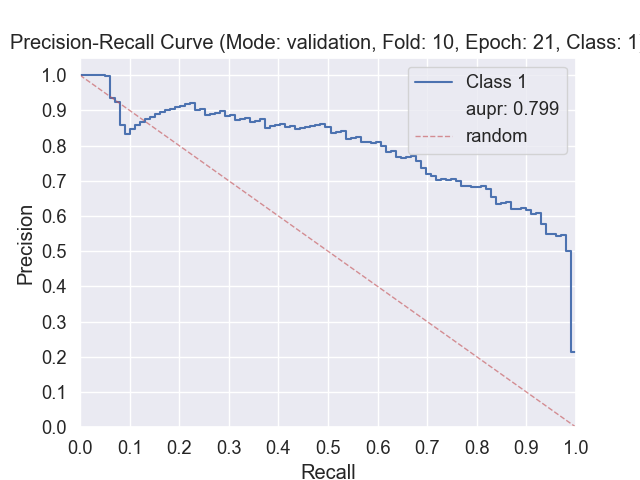 Precision-Recall Curve (Mode: validation, Fold: 10, Epoch: 21, Class: 1
Class 1
aupr: 0.799
random
1.0
0.9
0.8
0.7
0.6
0.5
0.4
0.3
0.2
0.1
0.0
Precision
0.0 0.1 0.2 0.3 0.4 0.5 0.6 0.7 0.8 0.9 1.0
Recall